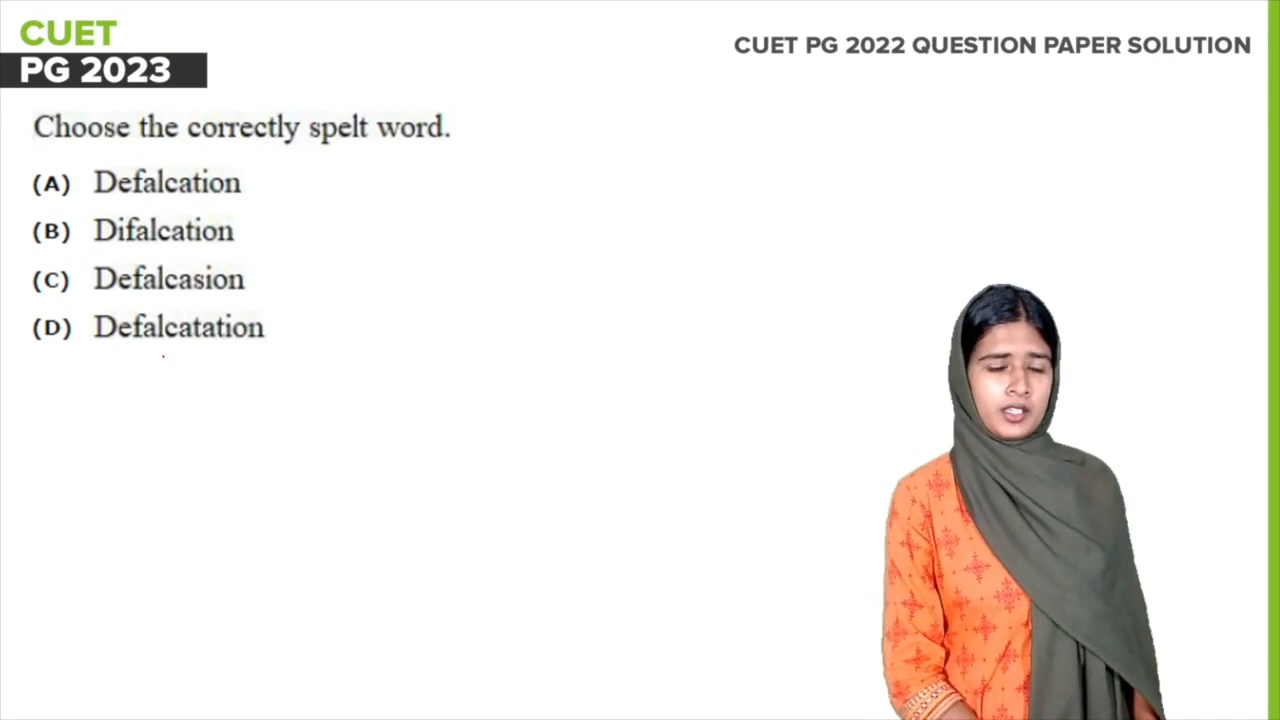 CUET
PG 2023
CUET PG 2022 QUESTION PAPER SOLUTION
Choose the correctly spelt word.
(A) Defalcation
(B) Difalcation
(C) Defalcasion
(D) Defalcatation